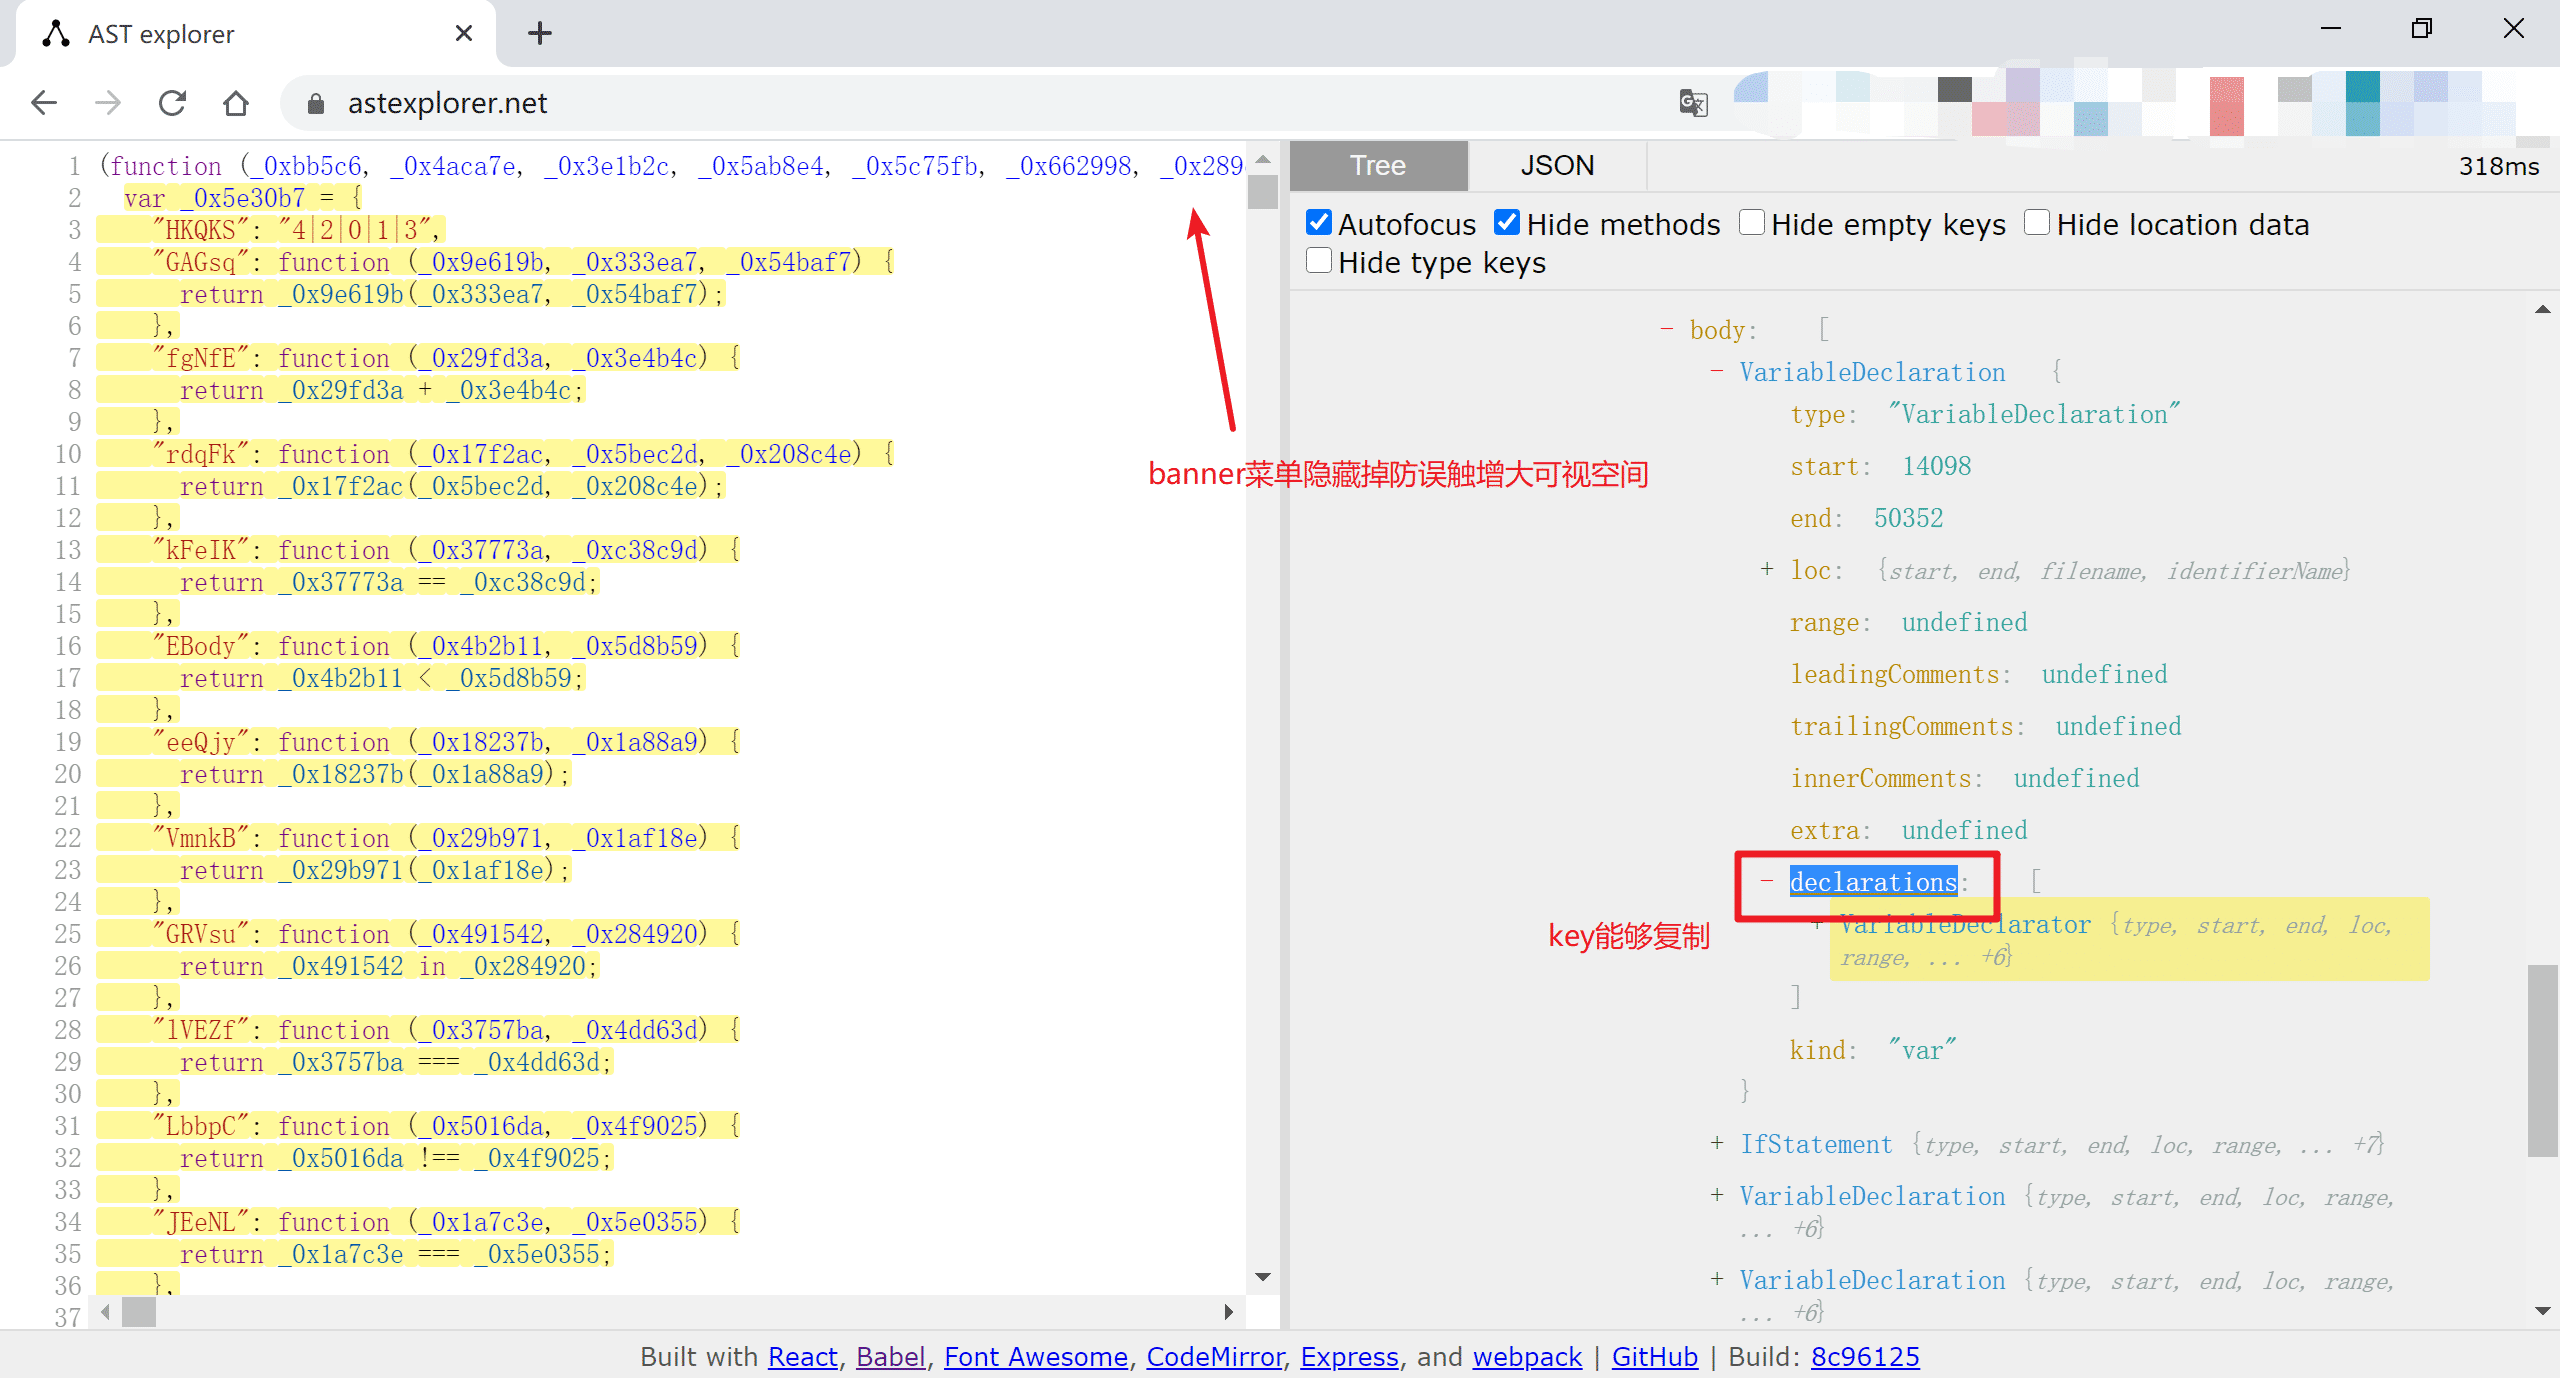 AST explorer
astexplorer.net
1 (function (_0xbb5c6, _0x4aca7e, _0x3e1b2c, _0x5ab8e4, _0x5c75fb, _0x662998, _0x289
2 var _0x5e30b7 = {
3 "HKQKS": "4|2|0|1|3",
4 "GAGsq": function (_0x9e619b, _0x333ea7, _0x54baf7) {
5 return _0x9e619b(_0x333ea7, _0x54baf7);
6 },
7 "fgNfE": function (_0x29fd3a, _0x3e4b4c) {
8 return _0x29fd3a + _0x3e4b4c;
9 },
10 "rdqFk": function (_0x17f2ac, _0x5bec2d, _0x208c4e) {
11 return _0x17f2ac(_0x5bec2d, _0x208c4e);
12 },
13 "kFeIK": function (_0x37773a, _0xc38c9d) {
14 return _0x37773a == _0xc38c9d;
15 },
16 "EBody": function (_0x4b2b11, _0x5d8b59) {
17 return _0x4b2b11 < _0x5d8b59;
18 },
19 "eeQjy": function (_0x18237b, _0x1a88a9) {
20 return _0x18237b(_0x1a88a9);
21 },
22 "VmnkB": function (_0x29b971, _0x1af18e) {
23 return _0x29b971(_0x1af18e);
24 },
25 "GRVsu": function (_0x491542, _0x284920) {
26 return _0x491542 in _0x284920;
27 },
28 "lVEZf": function (_0x3757ba, _0x4dd63d) {
29 return _0x3757ba === _0x4dd63d;
30 },
31 "LbbpC": function (_0x5016da, _0x4f9025) {
32 return _0x5016da !== _0x4f9025;
33 },
34 "JEeNL": function (_0x1a7c3e, _0x5e0355) {
35 return _0x1a7c3e === _0x5e0355;
36 },
37
banner菜单隐藏掉防误触增大可视空间
key能够复制
Tree JSON 318ms
Autofocus Hide methods Hide empty keys Hide location data
Hide type keys
- body: [
- VariableDeclaration {
type: "VariableDeclaration"
start: 14098
end: 50352
+ loc: {start, end, filename, identifierName}
range: undefined
leadingComments: undefined
trailingComments: undefined
innerComments: undefined
extra: undefined
- declarations: [
+ VariableDeclarator {type, start, end, loc,
range, ... +6}
]
kind: "var"
}
+ IfStatement {type, start, end, loc, range, ... +7}
+ VariableDeclaration {type, start, end, loc, range,
... +6}
+ VariableDeclaration {type, start, end, loc, range,
... +6}
Built with React, Babel, Font Awesome, CodeMirror, Express, and webpack | GitHub | Build: 8c96125